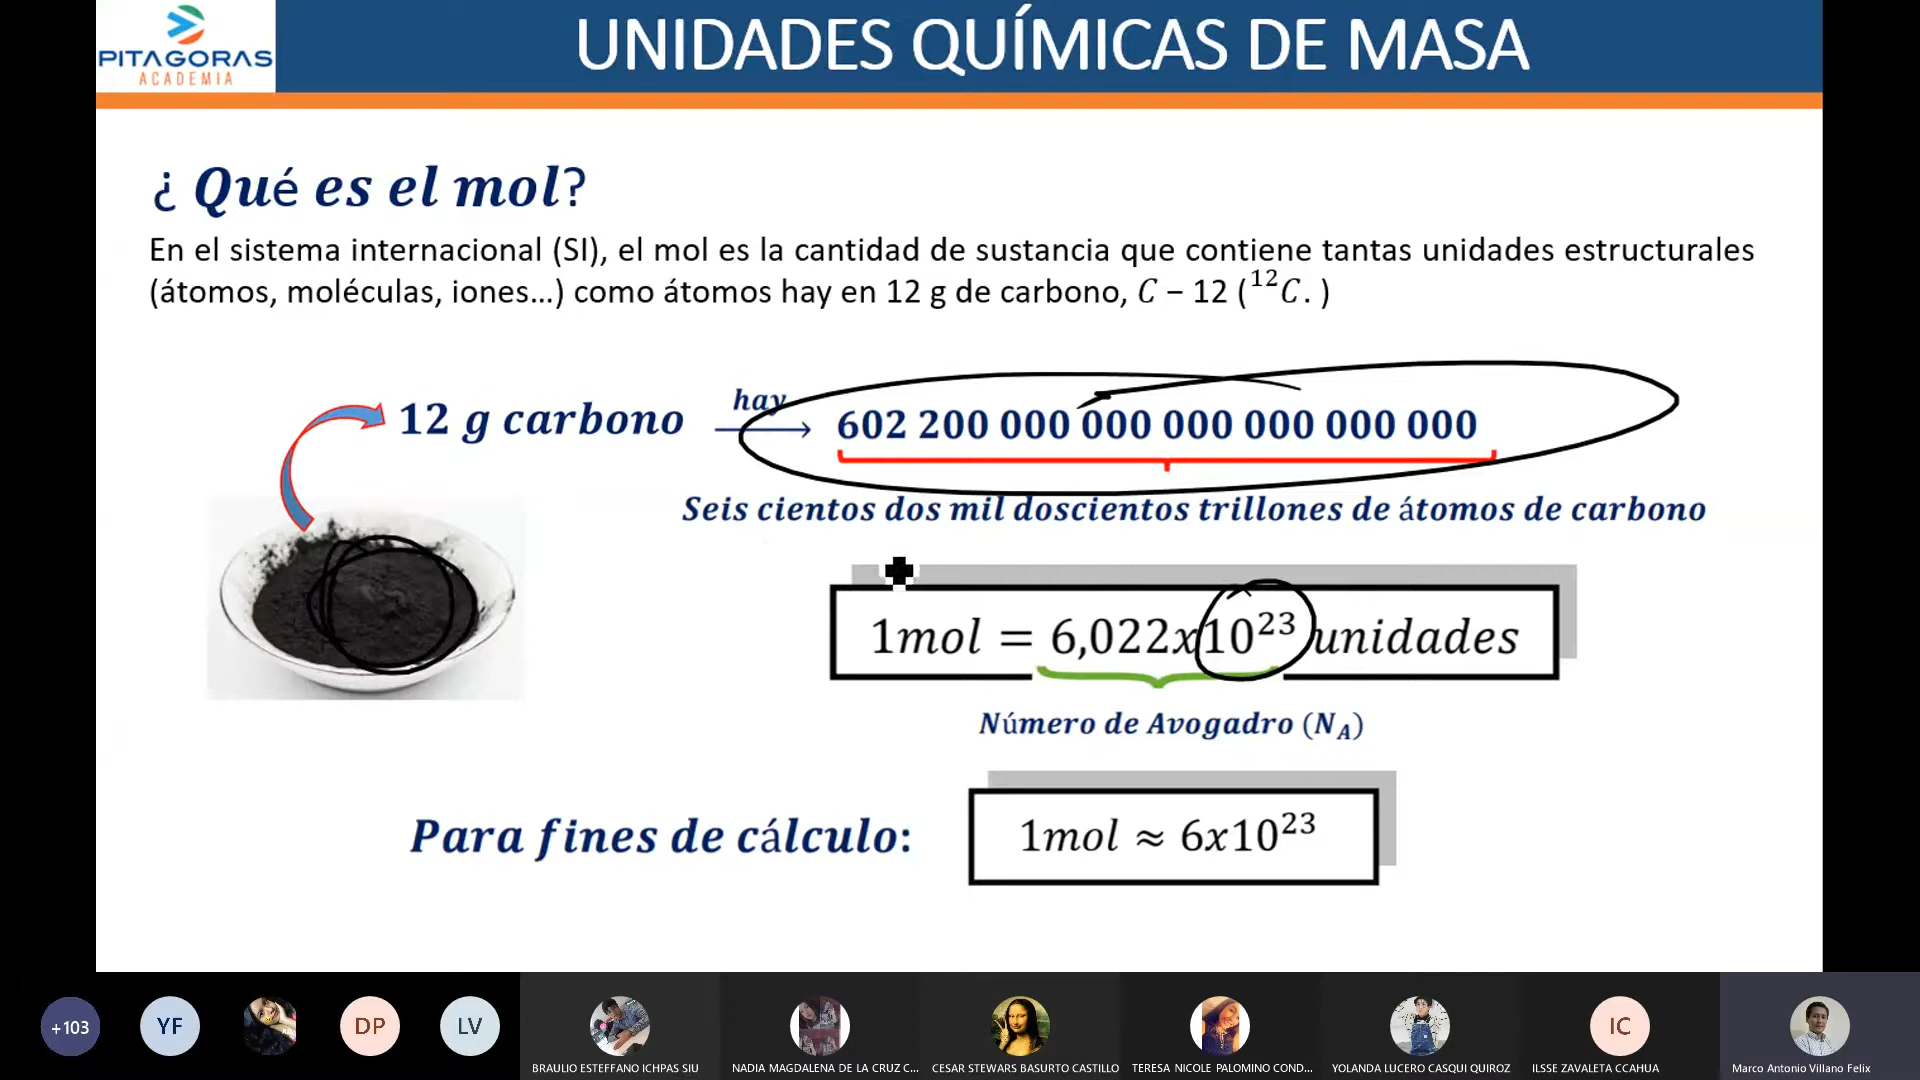 PITAGORAS
ACADEMIA
UNIDADES QUÍMICAS DE MASA
¿ Qué es el mol?
En el sistema internacional (SI), el mol es la cantidad de sustancia que contiene tantas unidades estructurales
(átomos, moléculas, iones...) como átomos hay en 12 g de carbono, C − 12 (¹²C. )
12 g carbono
hay
602 200 000 000 000 000 000 000
Seis cientos dos mil doscientos trillones de átomos de carbono
1mol = 6,022x10²³ unidades
Número de Avogadro (N_A)
Para fines de cálculo:
1mol ≈ 6x10²³
+103
YF
DP
LV
IC
BRAULIO ESTEFFANO ICHPAS SIU
NADIA MAGDALENA DE LA CRUZ C...
CESAR STEWARS BASURTO CASTILLO
TERESA NICOLE PALOMINO COND...
YOLANDA LUCERO CASQUI QUIROZ
ILSSE ZAVALETA CCAHUA
Marco Antonio Villano Felix